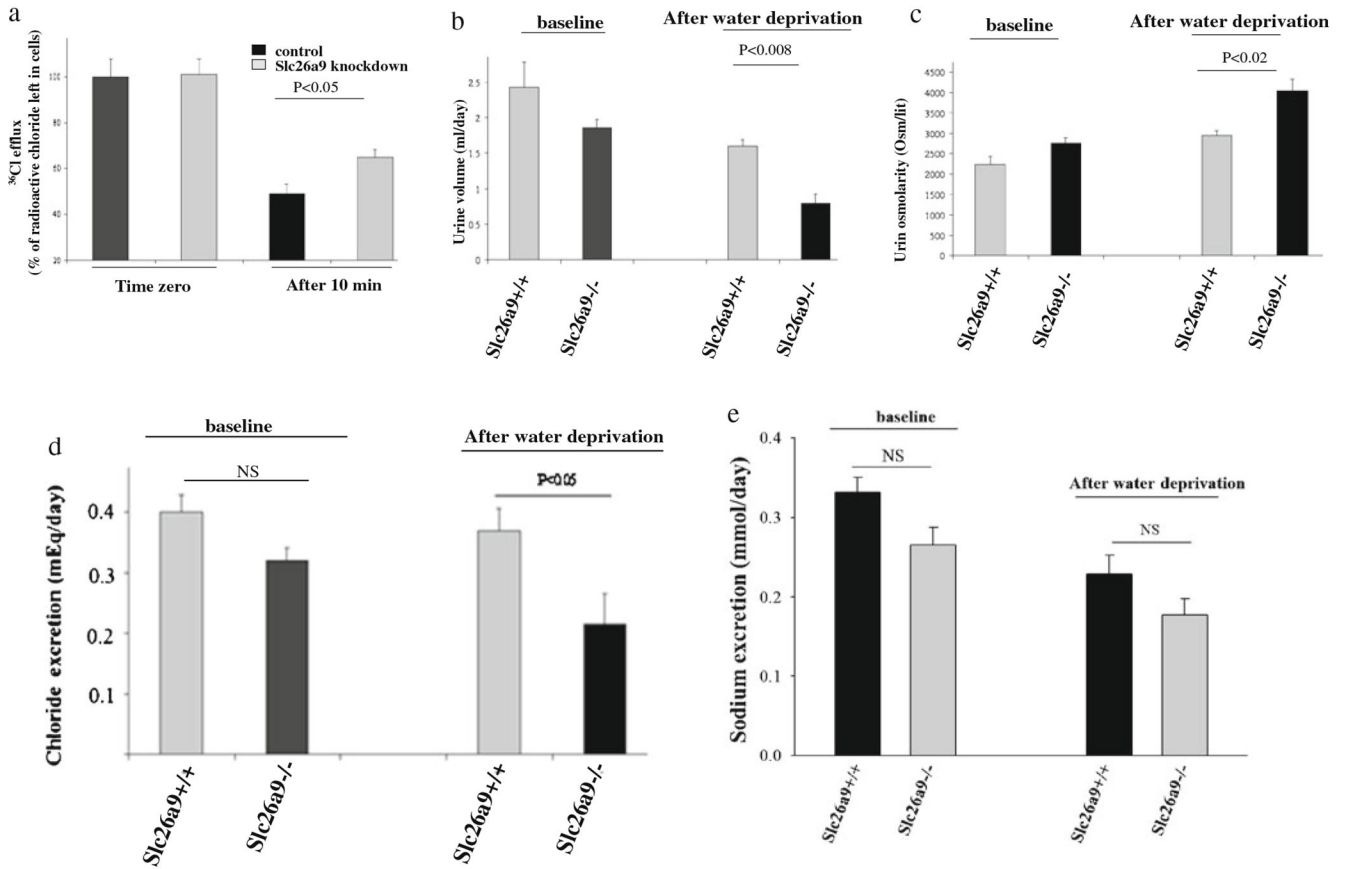 a
36Cl efflux
(% of radioactive chloride left in cells)
100
80
60
40
20
control
Slc26a9 knockdown
P<0.05
Time zero
After 10 min
b
baseline
After water deprivation
P<0.008
Urine volume (ml/day)
2.5
2
1.5
1
0.5
0
Slc26a9+/+
Slc26a9-/-
Slc26a9+/+
Slc26a9-/-
c
baseline
After water deprivation
P<0.02
Urin osmolarity (Osm/lit)
4500
4000
3000
2500
2000
1500
1000
500
0
Slc26a9+/+
Slc26a9-/-
Slc26a9+/+
Slc26a9-/-
d
baseline
After water deprivation
NS
P<0.05
Chloride excretion (mEq/day)
0.4
0.3
0.2
0.1
Slc26a9+/+
Slc26a9-/-
Slc26a9+/+
Slc26a9-/-
e
baseline
NS
After water deprivation
NS
Sodium excretion (mmol/day)
0.4
0.3
0.2
0.1
0.0
Slc26a9+/+
Slc26a9-/-
Slc26a9+/+
Slc26a9-/-